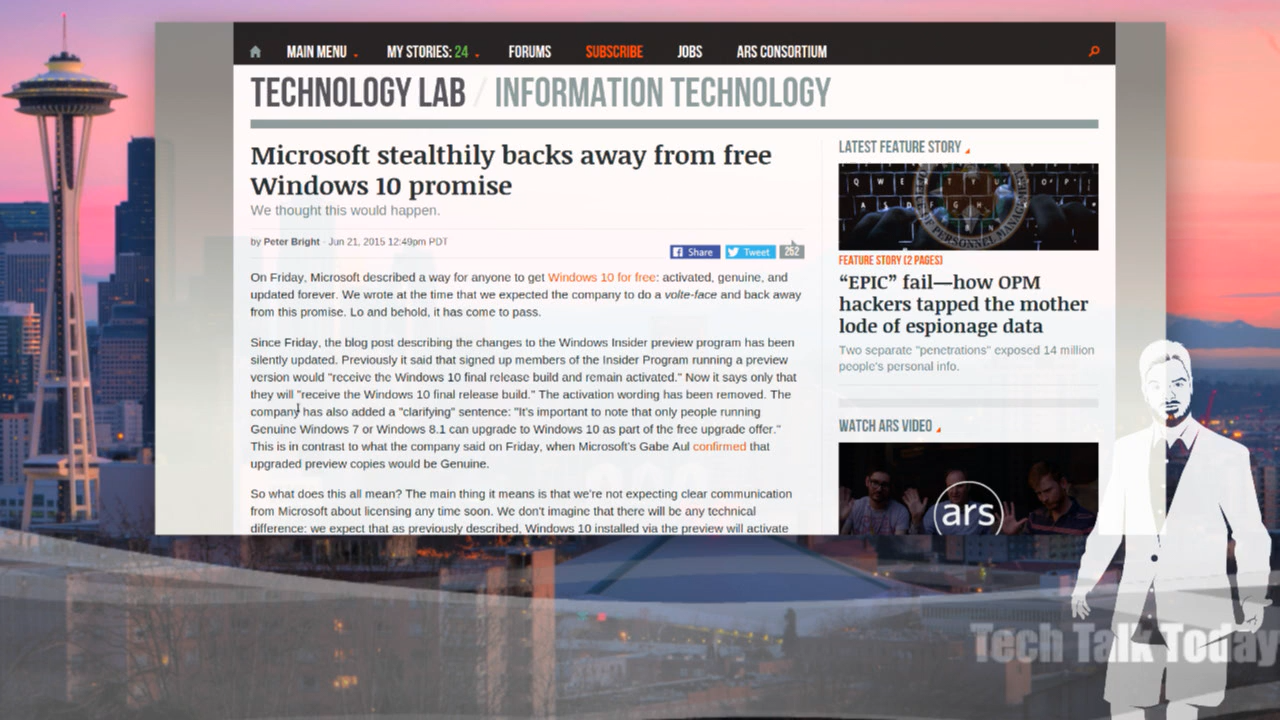 MAIN MENU
MY STORIES: 24
FORUMS
SUBSCRIBE
JOBS
ARS CONSORTIUM
TECHNOLOGY LAB / INFORMATION TECHNOLOGY
Microsoft stealthily backs away from free
Windows 10 promise
We thought this would happen.
by Peter Bright · Jun 21, 2015 12:49pm PDT
Share
Tweet
252
On Friday, Microsoft described a way for anyone to get Windows 10 for free: activated, genuine, and
updated forever. We wrote at the time that we expected the company to do a volte-face and back away
from this promise. Lo and behold, it has come to pass.
Since Friday, the blog post describing the changes to the Windows Insider preview program has been
silently updated. Previously it said that signed up members of the Insider Program running a preview
version would "receive the Windows 10 final release build and remain activated." Now it says only that
they will "receive the Windows 10 final release build." The activation wording has been removed. The
company has also added a "clarifying" sentence: "It's important to note that only people running
Genuine Windows 7 or Windows 8.1 can upgrade to Windows 10 as part of the free upgrade offer."
This is in contrast to what the company said on Friday, when Microsoft's Gabe Aul confirmed that
upgraded preview copies would be Genuine.
So what does this all mean? The main thing it means is that we're not expecting clear communication
from Microsoft about licensing any time soon. We don't imagine that there will be any technical
difference: we expect that as previously described, Windows 10 installed via the preview will activate
LATEST FEATURE STORY
FEATURE STORY (2 PAGES)
“EPIC” fail—how OPM
hackers tapped the mother
lode of espionage data
Two separate "penetrations" exposed 14 million
people's personal info.
WATCH ARS VIDEO
ars
Tech Talk Today